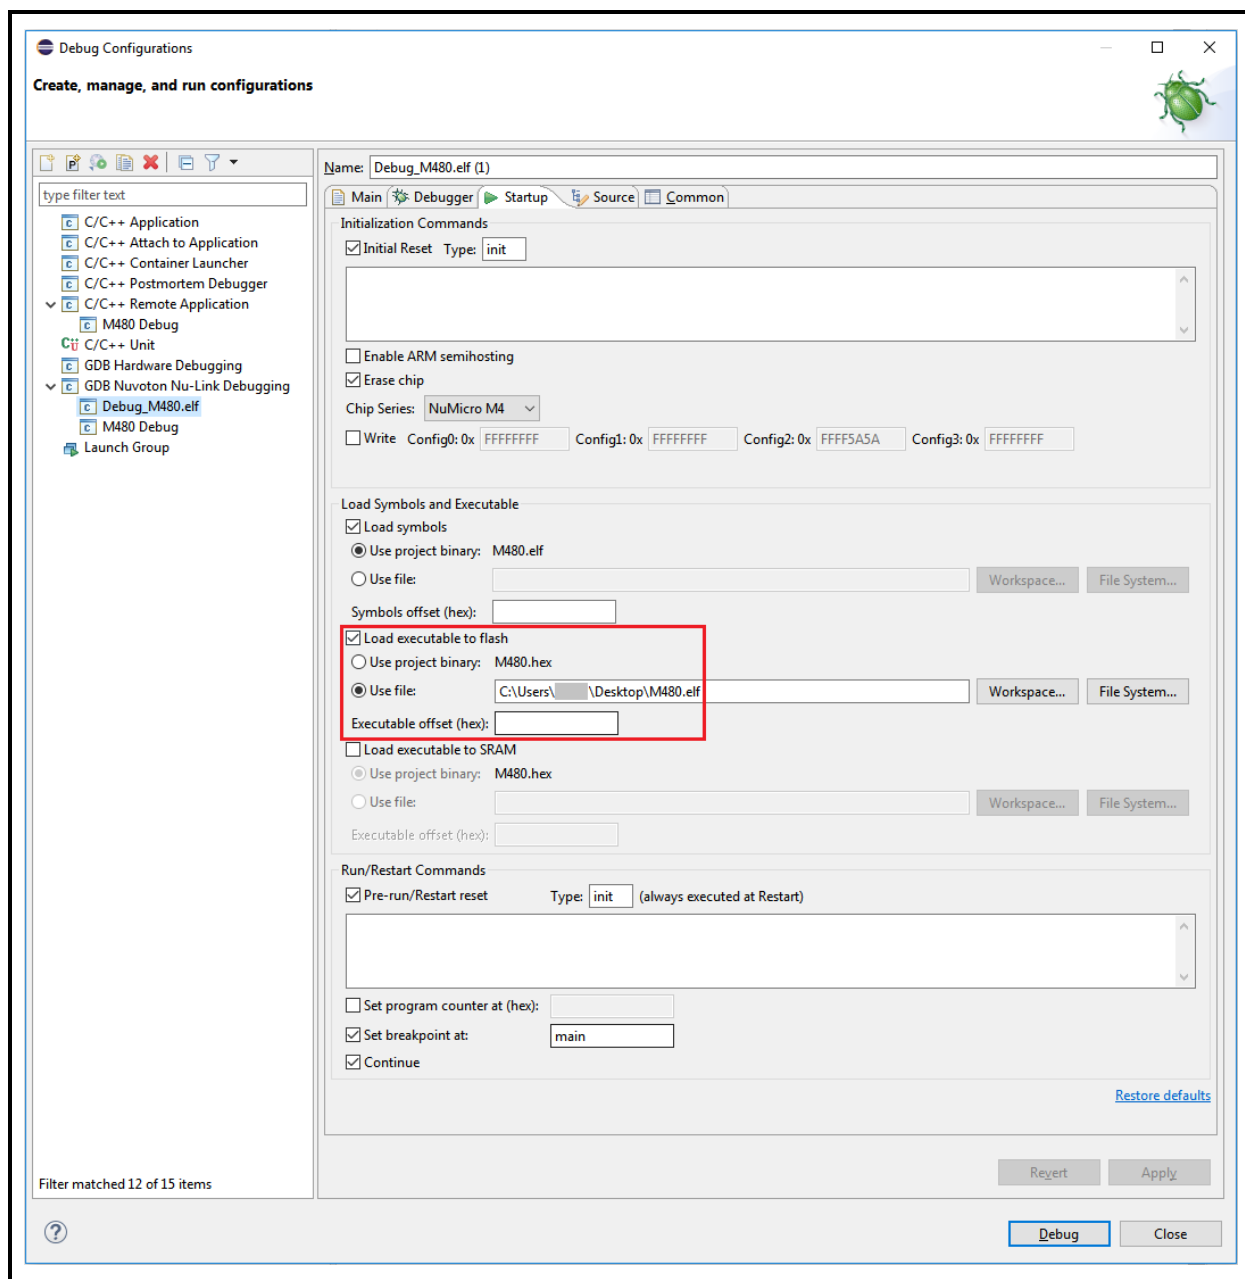 Debug Configurations
Create, manage, and run configurations
type filter text
C/C++ Application
C/C++ Attach to Application
C/C++ Container Launcher
C/C++ Postmortem Debugger
C/C++ Remote Application
M480 Debug
C/C++ Unit
GDB Hardware Debugging
GDB Nuvoton Nu-Link Debugging
Debug_M480.elf
M480 Debug
Launch Group
Filter matched 12 of 15 items
Name: Debug_M480.elf (1)
Main Debugger Startup Source Common
Initialization Commands
Initial Reset Type: init
Enable ARM semihosting
Erase chip
Chip Series: NuMicro M4
Write Config0: 0x FFFFFFFF Config1: 0x FFFFFFFF Config2: 0x FFFF5A5A Config3: 0x FFFFFFFF
Load Symbols and Executable
Load symbols
Use project binary: M480.elf
Use file: Workspace... File System...
Symbols offset (hex):
Load executable to flash
Use project binary: M480.hex
Use file: C:\Users\ \Desktop\M480.elf Workspace... File System...
Executable offset (hex):
Load executable to SRAM
Use project binary: M480.hex
Use file: Workspace... File System...
Executable offset (hex):
Run/Restart Commands
Pre-run/Restart reset Type: init (always executed at Restart)
Set program counter at (hex):
Set breakpoint at: main
Continue
Restore defaults
Revert Apply
Debug Close